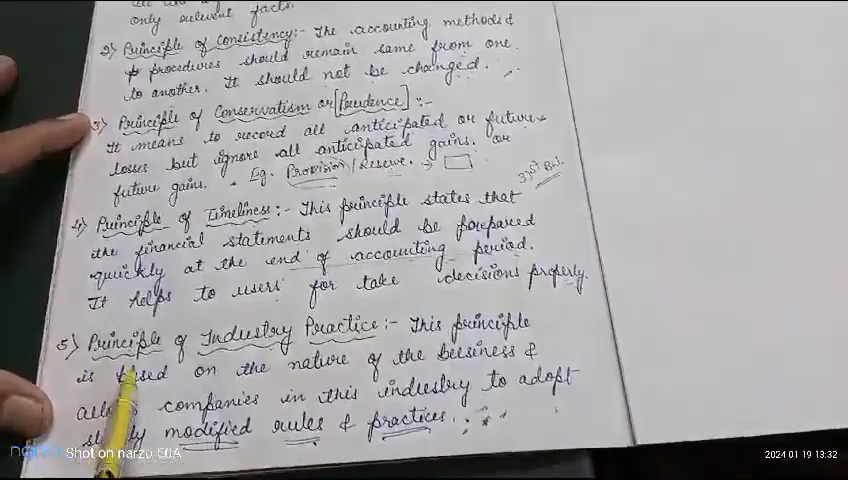 only relevent facts.
2) Principle of Consistency:- The accounting methods &
procedures should remain same from one
to another. It should not be changed.
3) Principle of Conservatism or [Prudence] :-
It means to record all anticipated or future
losses but ignore all anticipated gains. or
future gains. Eg. Provision/Reserve. →
31st Bal.
4) Principle of Timeliness:- This principle states that
the financial statements should be prepared
quickly at the end of accounting period.
It helps to users for take decisions properly.
5) Principle of Industry Practice:- This principle
is based on the nature of the business &
companies in this industry to adopt
modified rules & practices.
Shot on narzo 50A
2024 01 19 13:32